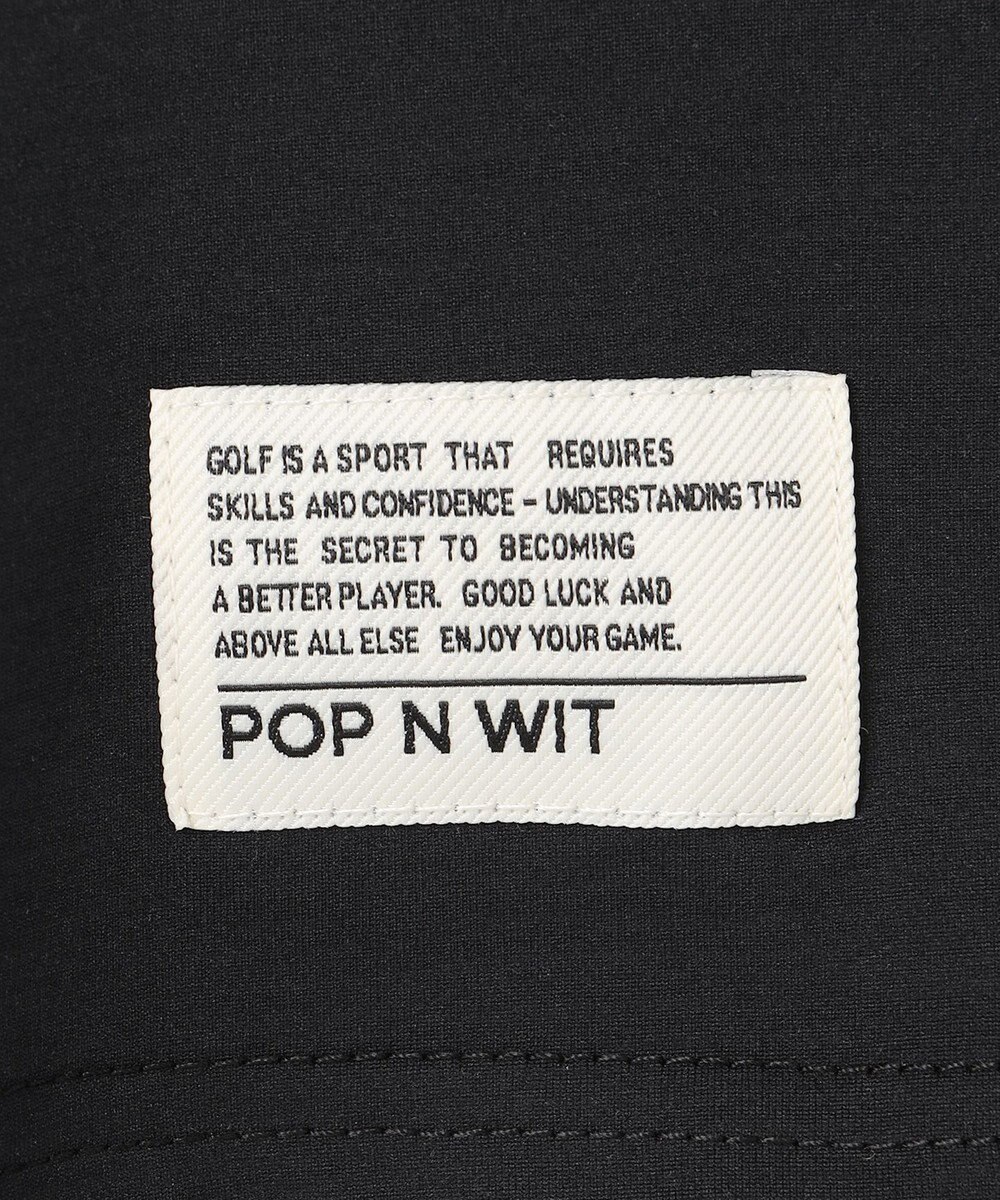 GOLF IS A SPORT THAT REQUIRES
SKILLS AND CONFIDENCE – UNDERSTANDING THIS
IS THE SECRET TO BECOMING
A BETTER PLAYER. GOOD LUCK AND
ABOVE ALL ELSE ENJOY YOUR GAME.
POP N WIT